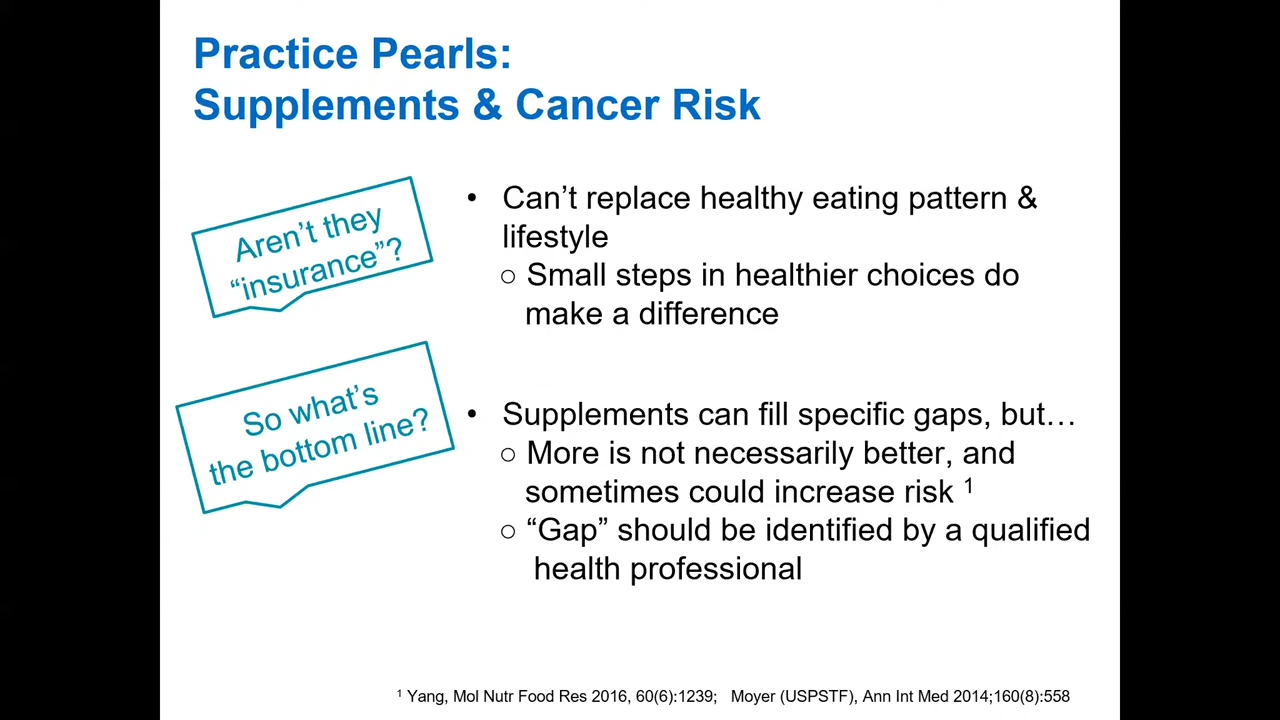 Practice Pearls:
Supplements & Cancer Risk
Aren’t they
“insurance”?
• Can’t replace healthy eating pattern &
lifestyle
○ Small steps in healthier choices do
make a difference
So what’s
the bottom line?
• Supplements can fill specific gaps, but…
○ More is not necessarily better, and
sometimes could increase risk ¹
○ “Gap” should be identified by a qualified
health professional
¹ Yang, Mol Nutr Food Res 2016, 60(6):1239; Moyer (USPSTF), Ann Int Med 2014;160(8):558